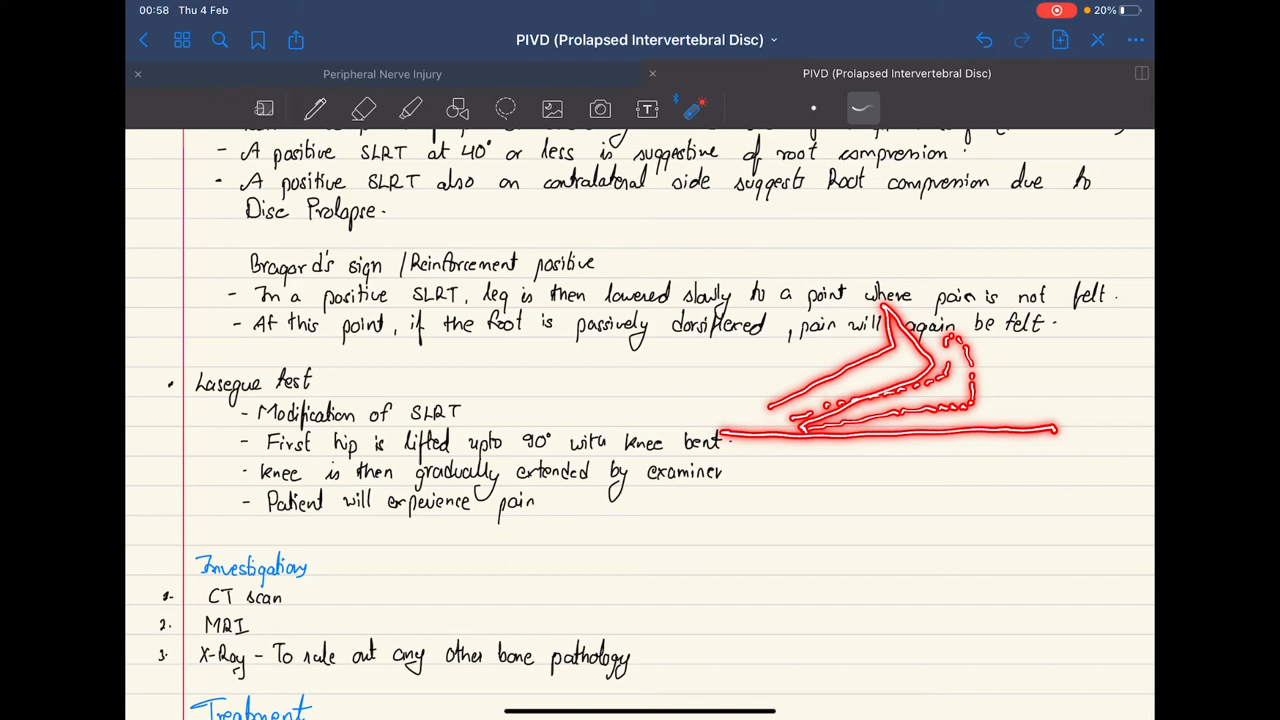 00:58 Thu 4 Feb
20%
PIVD (Prolapsed Intervertebral Disc)
Peripheral Nerve Injury
PIVD (Prolapsed Intervertebral Disc)
- A positive SLRT at 40° or less is suggestive of root compression.
- A positive SLRT also on contralateral side suggests Root compression due to
Disc Prolapse.
Bragard's sign / Reinforcement positive
- In a positive SLRT, leg is then lowered slowly to a point where pain is not felt.
- At this point, if the foot is passively dorsiflexed, pain will again be felt.
• Lasegue test
- Modification of SLRT
- First hip is lifted upto 90° with knee bent.
- Knee is then gradually extended by examiner
- Patient will experience pain
Investigations
1. CT scan
2. MRI
3. X-Ray - To rule out any other bone pathology
Treatment